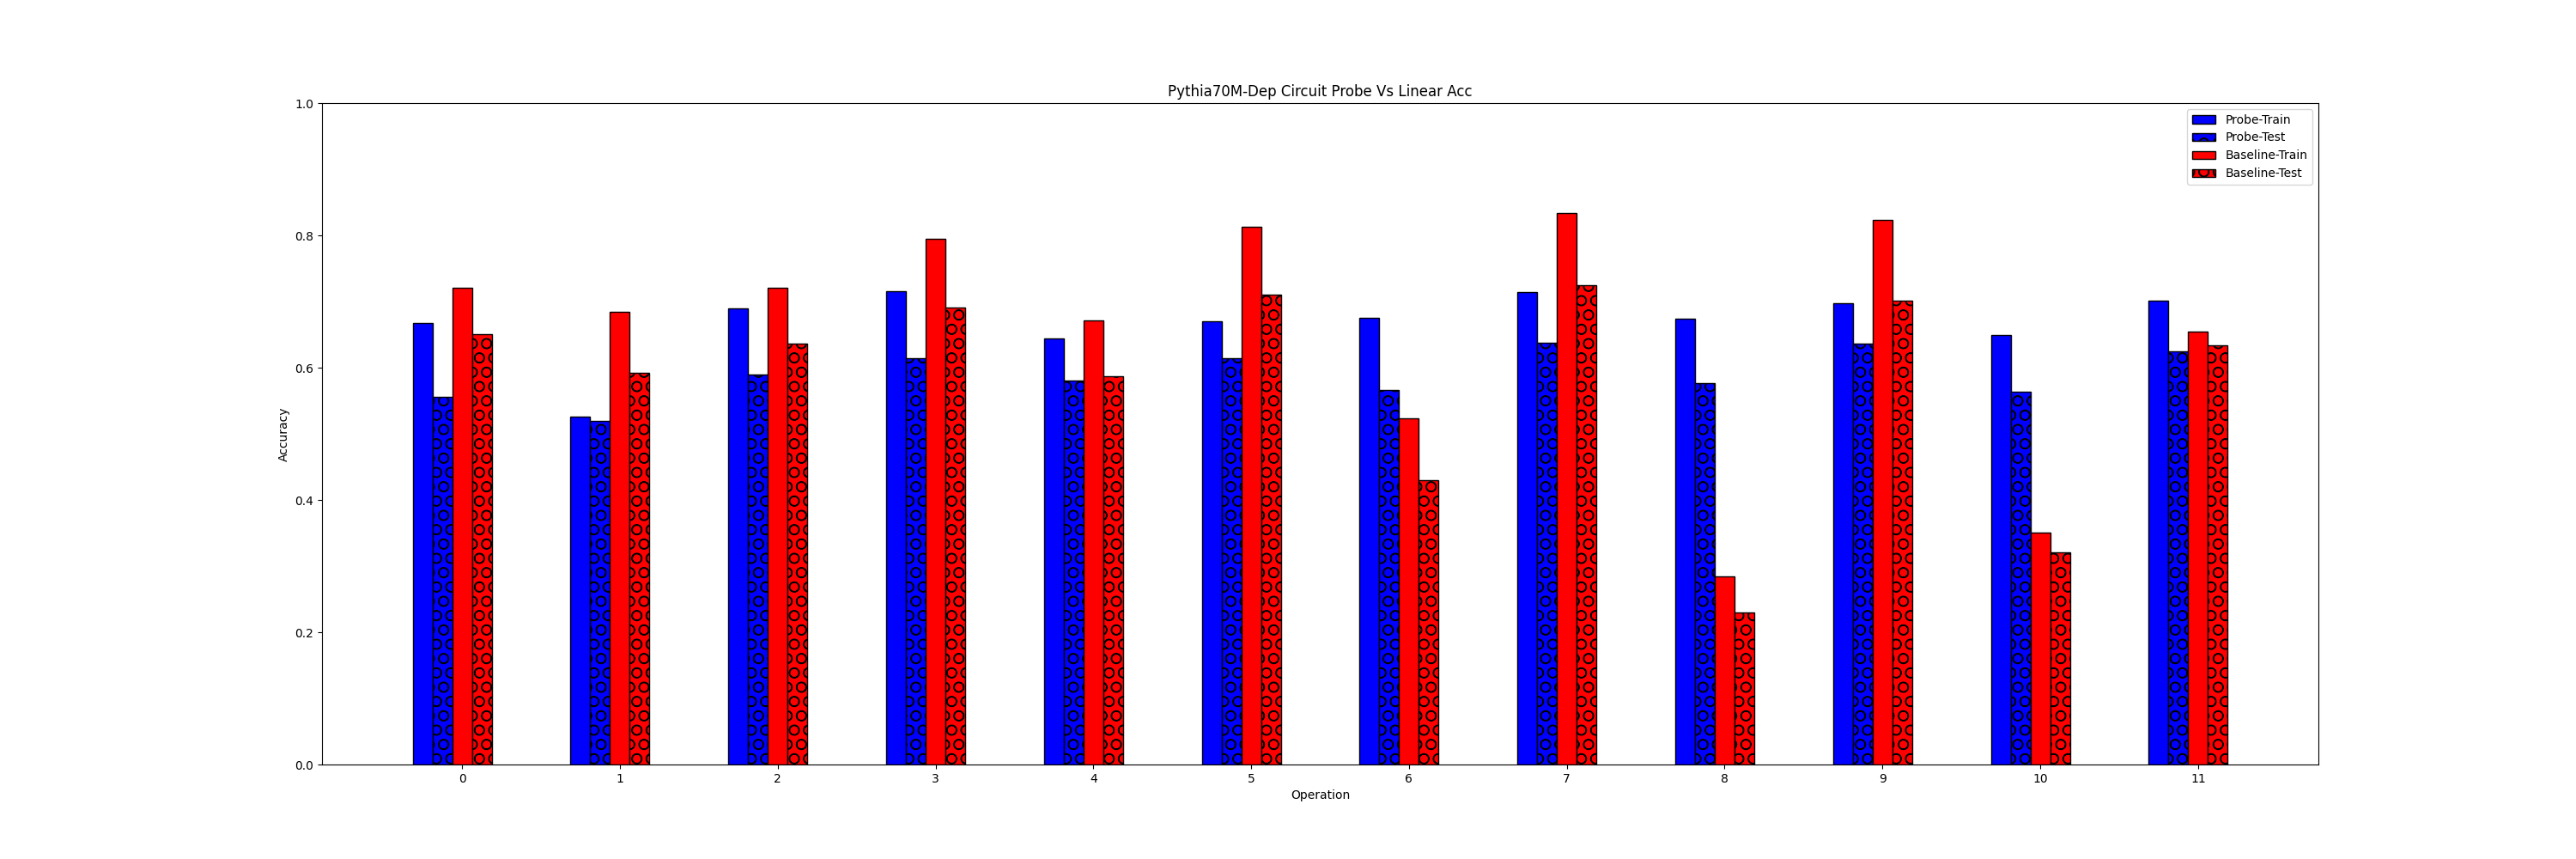 Pythia70M-Dep Circuit Probe Vs Linear Acc
Probe-Train
Probe-Test
Baseline-Train
Baseline-Test
1.0
0.8
0.6
0.4
0.2
0.0
Accuracy
0 1 2 3 4 5 6 7 8 9 10 11
Operation